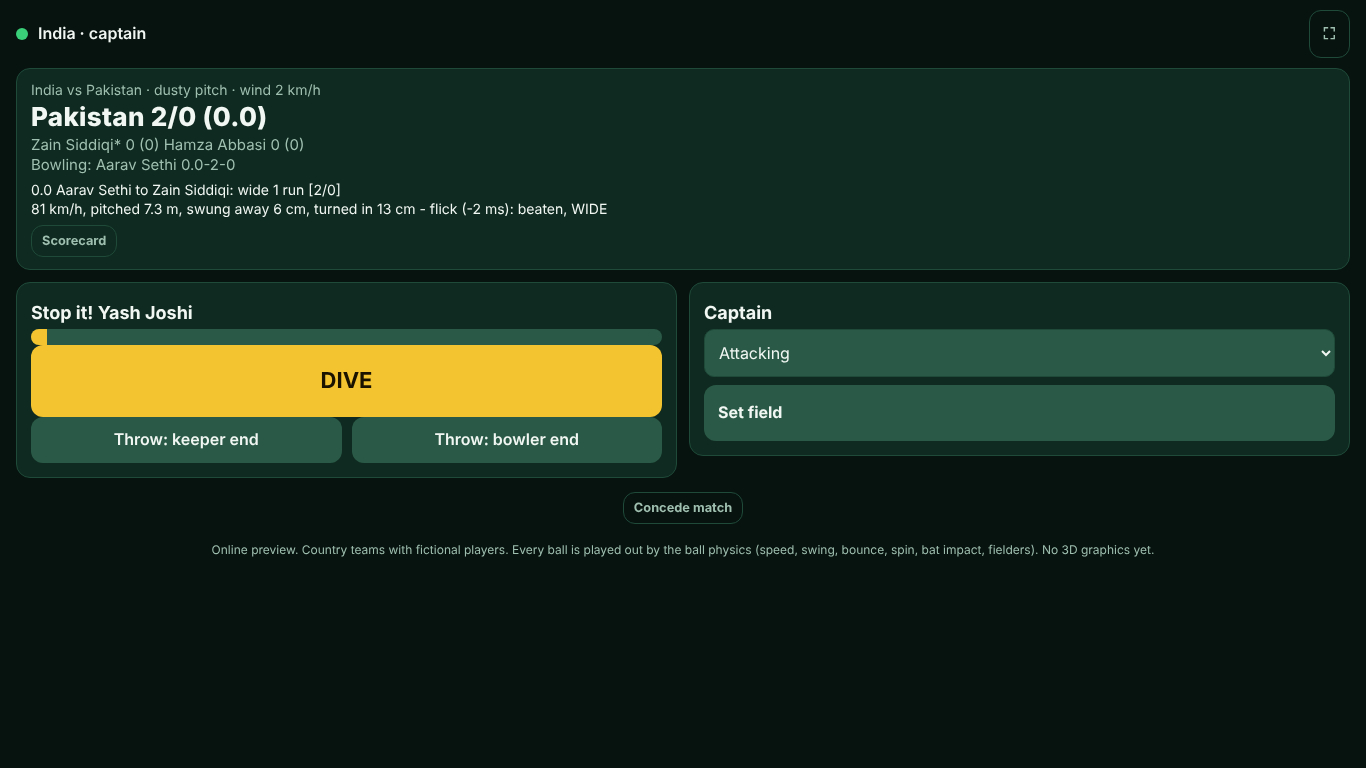 India · captain
India vs Pakistan · dusty pitch · wind 2 km/h
Pakistan 2/0 (0.0)
Zain Siddiqi* 0 (0) Hamza Abbasi 0 (0)
Bowling: Aarav Sethi 0.0-2-0
0.0 Aarav Sethi to Zain Siddiqi: wide 1 run [2/0]
81 km/h, pitched 7.3 m, swung away 6 cm, turned in 13 cm - flick (-2 ms): beaten, WIDE
Scorecard
Stop it! Yash Joshi
DIVE
Throw: keeper end
Throw: bowler end
Captain
Attacking
Set field
Concede match
Online preview. Country teams with fictional players. Every ball is played out by the ball physics (speed, swing, bounce, spin, bat impact, fielders). No 3D graphics yet.